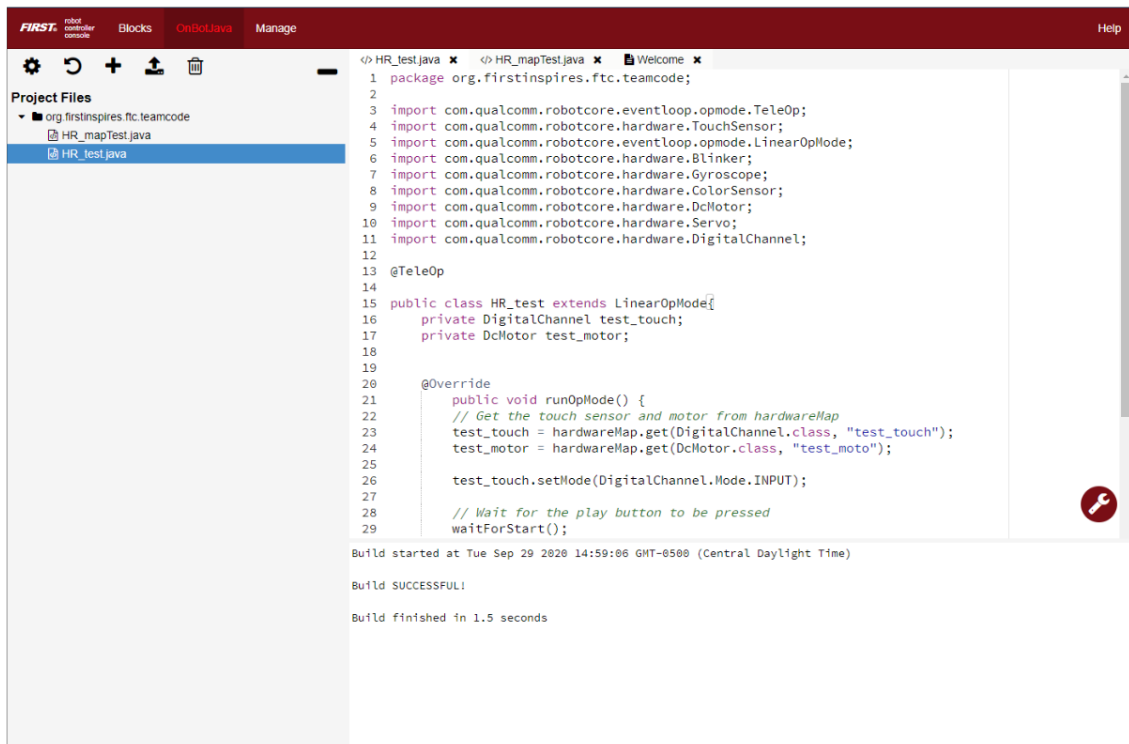 FIRST. robot controller console Blocks OnBotJava Manage Help
Project Files
org.firstinspires.ftc.teamcode
HR_mapTest.java
HR_test.java
</> HR_test.java × </> HR_mapTest.java × Welcome ×
1 package org.firstinspires.ftc.teamcode;
2
3 import com.qualcomm.robotcore.eventloop.opmode.TeleOp;
4 import com.qualcomm.robotcore.hardware.TouchSensor;
5 import com.qualcomm.robotcore.eventloop.opmode.LinearOpMode;
6 import com.qualcomm.robotcore.hardware.Blinker;
7 import com.qualcomm.robotcore.hardware.Gyroscope;
8 import com.qualcomm.robotcore.hardware.ColorSensor;
9 import com.qualcomm.robotcore.hardware.DcMotor;
10 import com.qualcomm.robotcore.hardware.Servo;
11 import com.qualcomm.robotcore.hardware.DigitalChannel;
12
13 @TeleOp
14
15 public class HR_test extends LinearOpMode{
16 private DigitalChannel test_touch;
17 private DcMotor test_motor;
18
19
20 @Override
21 public void runOpMode() {
22 // Get the touch sensor and motor from hardwareMap
23 test_touch = hardwareMap.get(DigitalChannel.class, "test_touch");
24 test_motor = hardwareMap.get(DcMotor.class, "test_moto");
25
26 test_touch.setMode(DigitalChannel.Mode.INPUT);
27
28 // Wait for the play button to be pressed
29 waitForStart();
Build started at Tue Sep 29 2020 14:59:06 GMT-0500 (Central Daylight Time)
Build SUCCESSFUL!
Build finished in 1.5 seconds